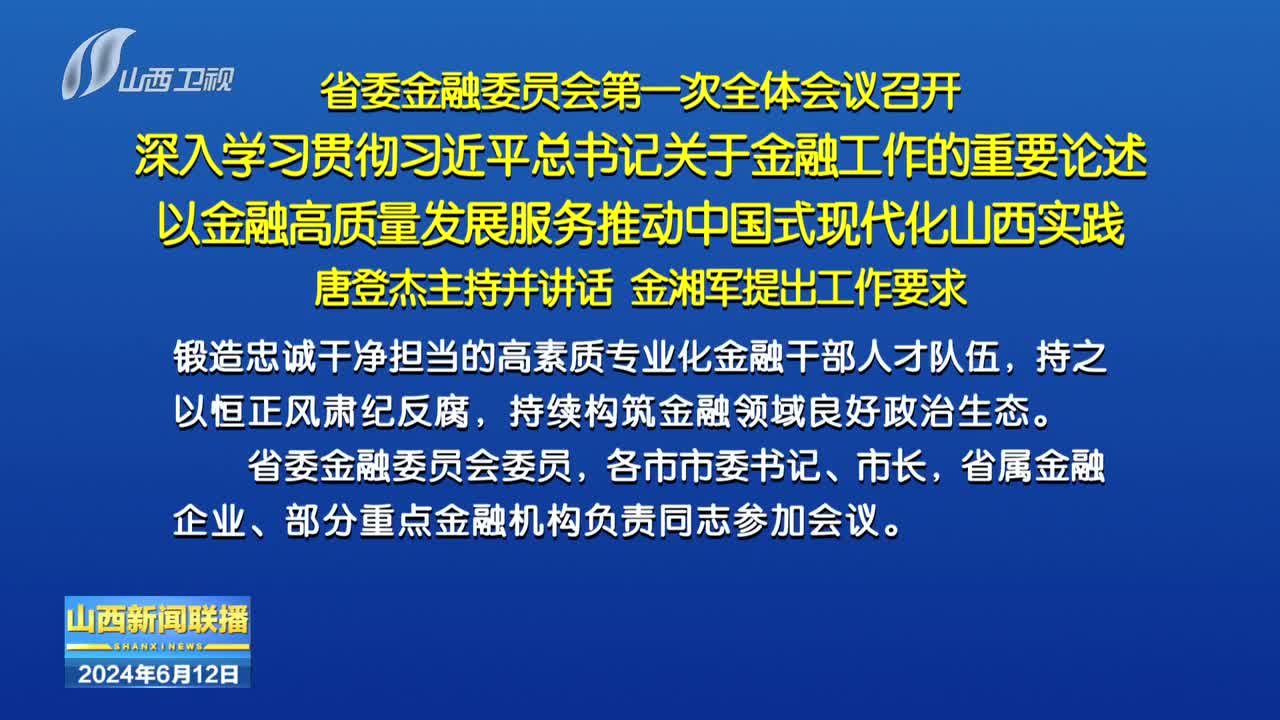 山西卫视
省委金融委员会第一次全体会议召开
深入学习贯彻习近平总书记关于金融工作的重要论述
以金融高质量发展服务推动中国式现代化山西实践
唐登杰主持并讲话 金湘军提出工作要求
锻造忠诚干净担当的高素质专业化金融干部人才队伍，持之
以恒正风肃纪反腐，持续构筑金融领域良好政治生态。
省委金融委员会委员，各市市委书记、市长，省属金融
企业、部分重点金融机构负责同志参加会议。
山西新闻联播
SHANXI NEWS
2024年6月12日